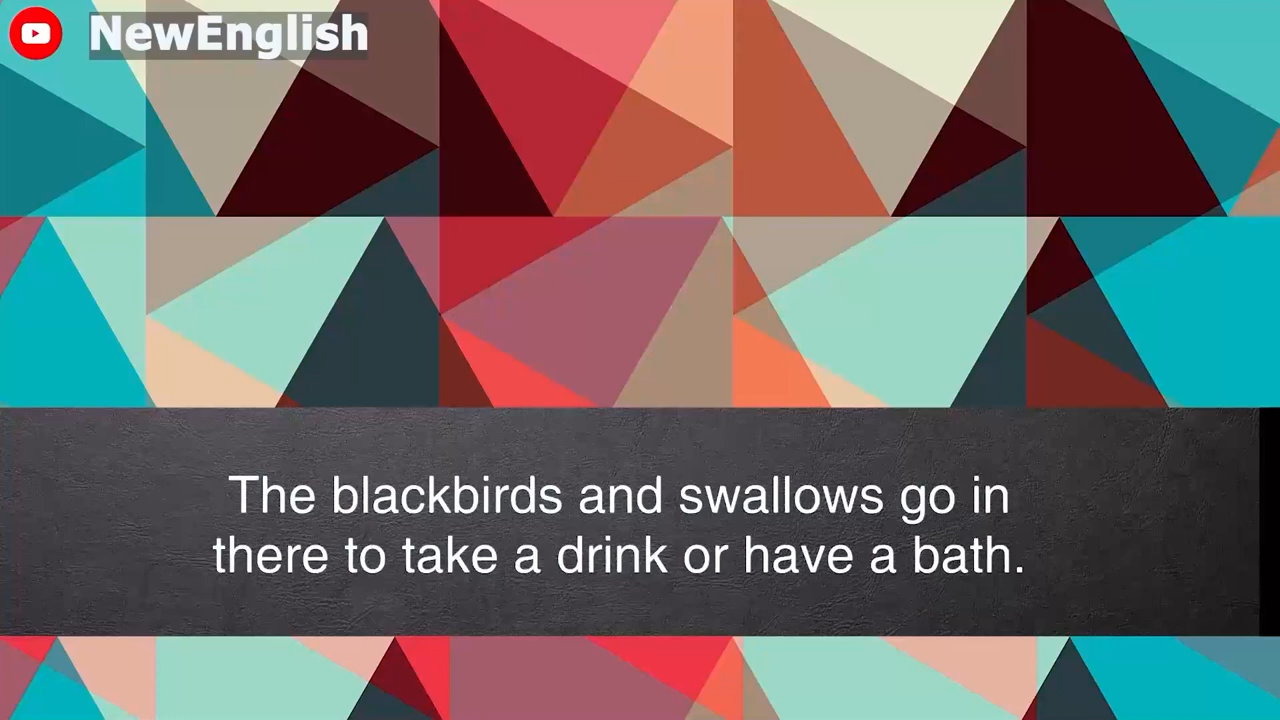 NewEnglish
The blackbirds and swallows go in
there to take a drink or have a bath.